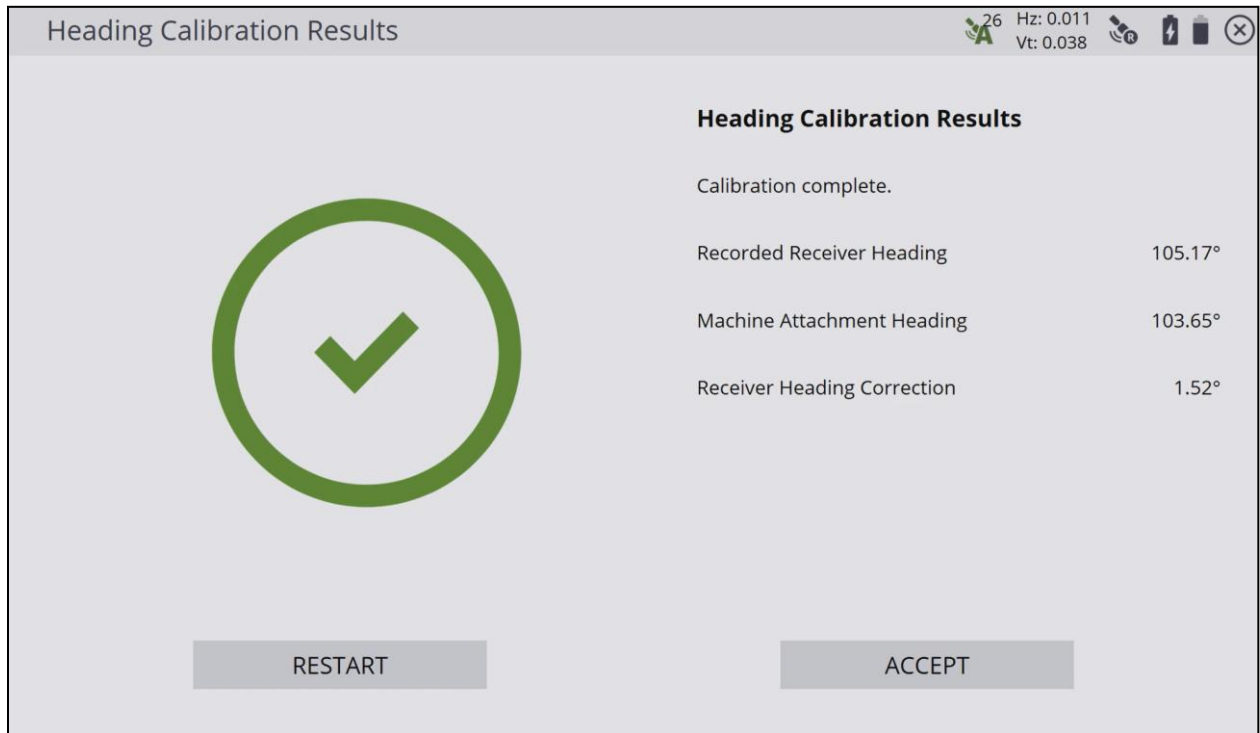 Heading Calibration Results
26
Hz: 0.011
Vt: 0.038
R
Heading Calibration Results
Calibration complete.
Recorded Receiver Heading 105.17°
Machine Attachment Heading 103.65°
Receiver Heading Correction 1.52°
RESTART
ACCEPT